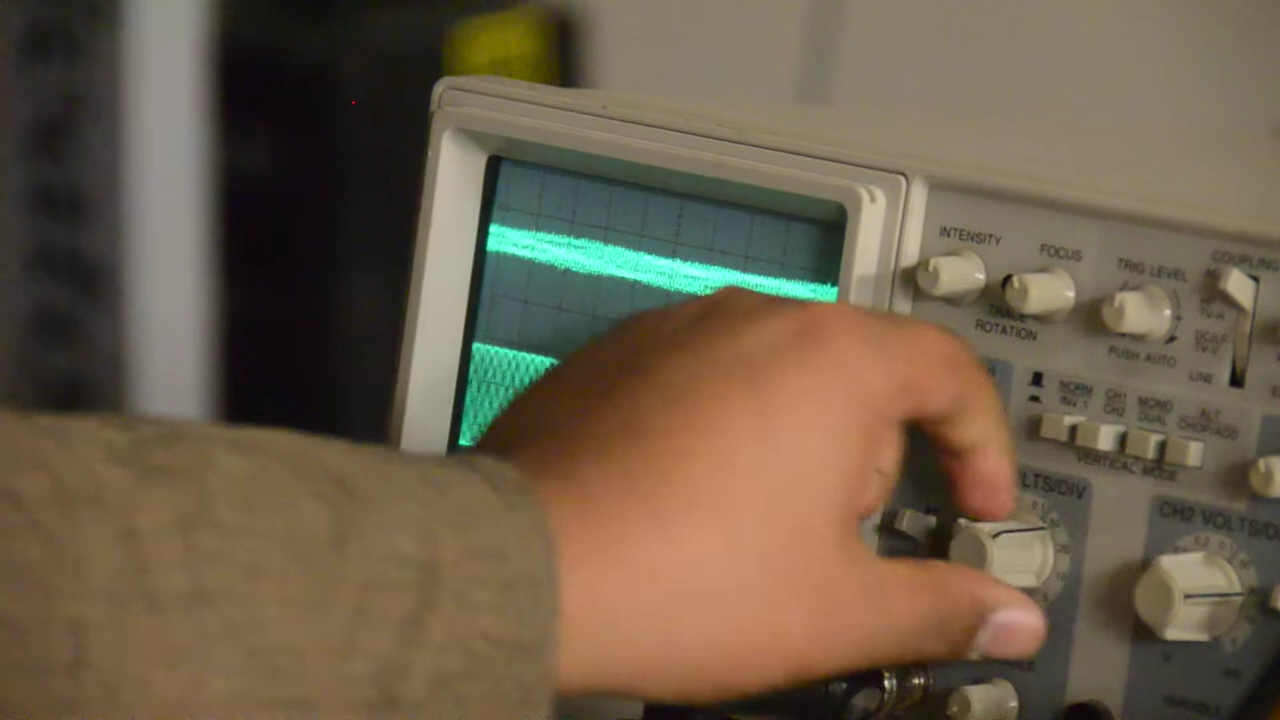 INTENSITY
FOCUS
TRIG LEVEL
COUPLING
TRACE
ROTATION
PUSH AUTO
LINE
NORM CH1 MONO ALT
INV 1 CH2 DUAL CHOP/ADD
VERTICAL MODE
LTS/DIV
CH2 VOLTS/D
VARIABLE